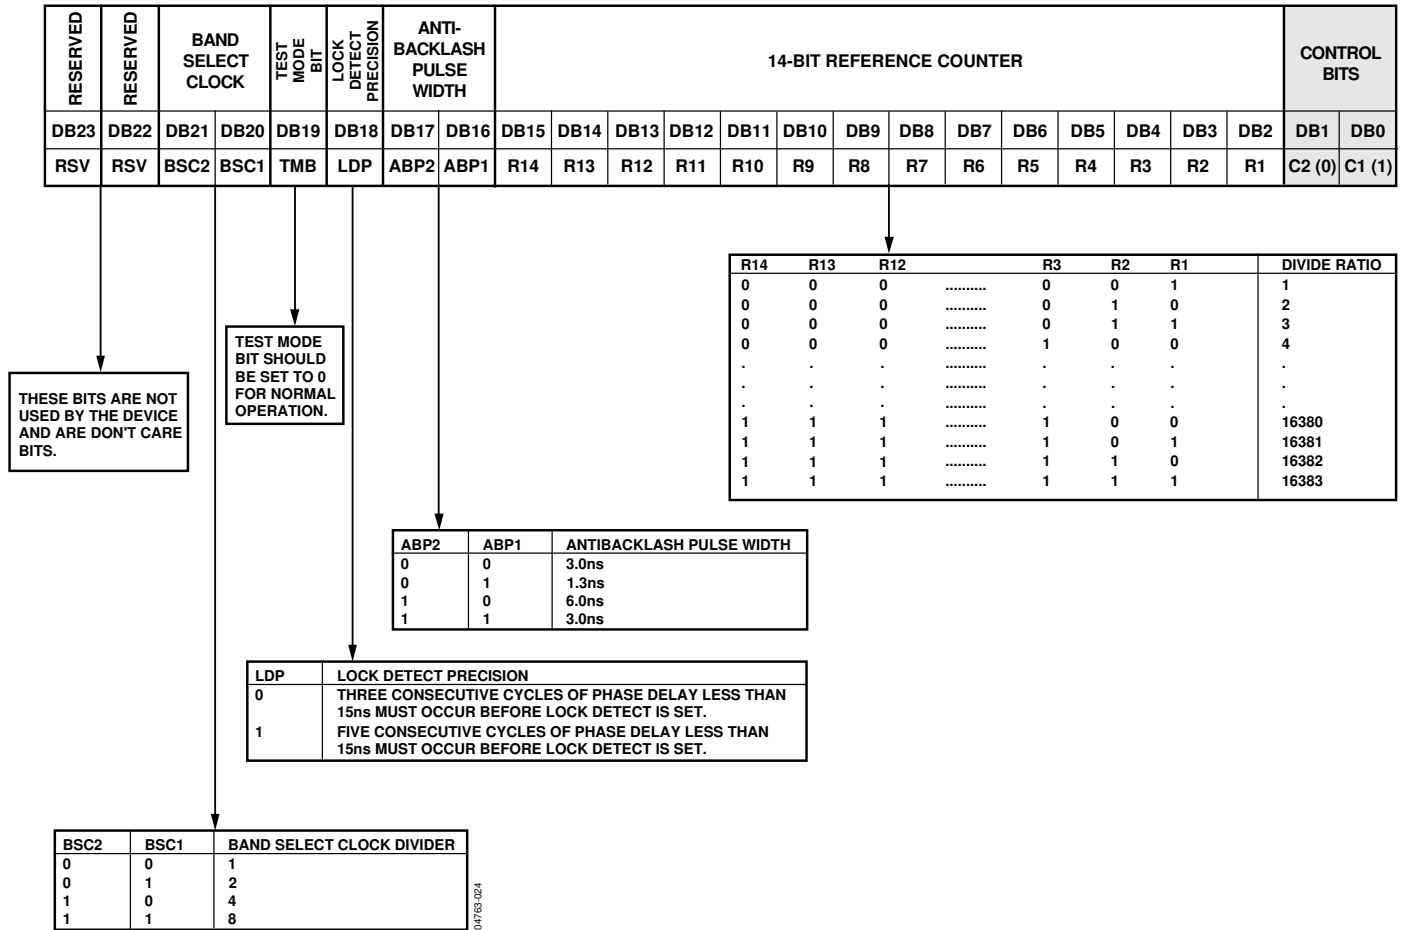 RESERVED
RESERVED
BAND
SELECT
CLOCK
TEST
MODE
BIT
LOCK
DETECT
PRECISION
ANTI-
BACKLASH
PULSE
WIDTH
14-BIT REFERENCE COUNTER
CONTROL
BITS
DB23 DB22 DB21 DB20 DB19 DB18 DB17 DB16 DB15 DB14 DB13 DB12 DB11 DB10 DB9 DB8 DB7 DB6 DB5 DB4 DB3 DB2 DB1 DB0
RSV RSV BSC2 BSC1 TMB LDP ABP2 ABP1 R14 R13 R12 R11 R10 R9 R8 R7 R6 R5 R4 R3 R2 R1 C2 (0) C1 (1)
R14 R13 R12 R3 R2 R1 DIVIDE RATIO
0 0 0 .......... 0 0 1 1
0 0 0 .......... 0 1 0 2
0 0 0 .......... 0 1 1 3
0 0 0 .......... 1 0 0 4
. . . .......... . . . .
. . . .......... . . . .
. . . .......... . . . .
1 1 1 .......... 1 0 0 16380
1 1 1 .......... 1 0 1 16381
1 1 1 .......... 1 1 0 16382
1 1 1 .......... 1 1 1 16383
TEST MODE
BIT SHOULD
BE SET TO 0
FOR NORMAL
OPERATION.
THESE BITS ARE NOT
USED BY THE DEVICE
AND ARE DON'T CARE
BITS.
ABP2 ABP1 ANTIBACKLASH PULSE WIDTH
0 0 3.0ns
0 1 1.3ns
1 0 6.0ns
1 1 3.0ns
LDP LOCK DETECT PRECISION
0 THREE CONSECUTIVE CYCLES OF PHASE DELAY LESS THAN
15ns MUST OCCUR BEFORE LOCK DETECT IS SET.
1 FIVE CONSECUTIVE CYCLES OF PHASE DELAY LESS THAN
15ns MUST OCCUR BEFORE LOCK DETECT IS SET.
BSC2 BSC1 BAND SELECT CLOCK DIVIDER
0 0 1
0 1 2
1 0 4
1 1 8
04763-024